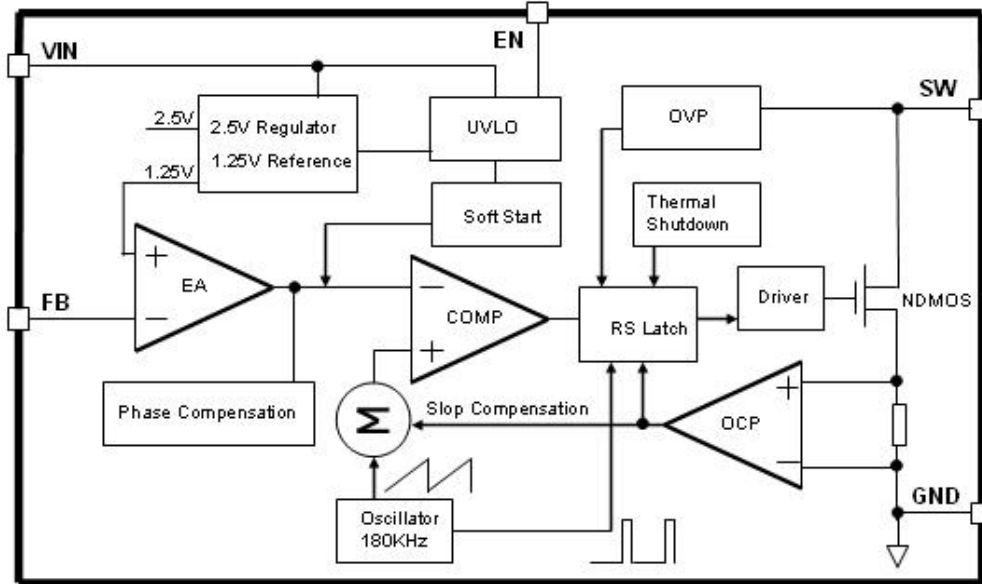 EN
VIN
SW
2.5V
2.5V Regulator
1.25V Reference
1.25V
UVLO
OVP
Soft Start
Thermal
Shutdown
+
EA
−
FB
−
COMP
+
RS Latch
Driver
NDMOS
Phase Compensation
Σ
Slop Compensation
+
OCP
−
Oscillator
180KHz
GND